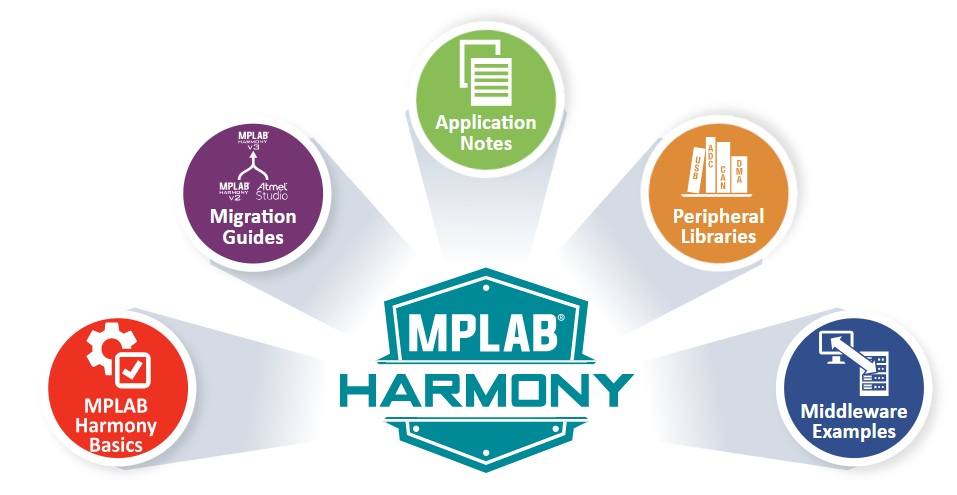 Application
Notes
MPLAB®
HARMONY
v3
MPLAB®
HARMONY
v2
Atmel
Studio
Migration
Guides
USB
ADC
CAN
DMA
Peripheral
Libraries
MPLAB
Harmony
Basics
MPLAB®
HARMONY
Middleware
Examples